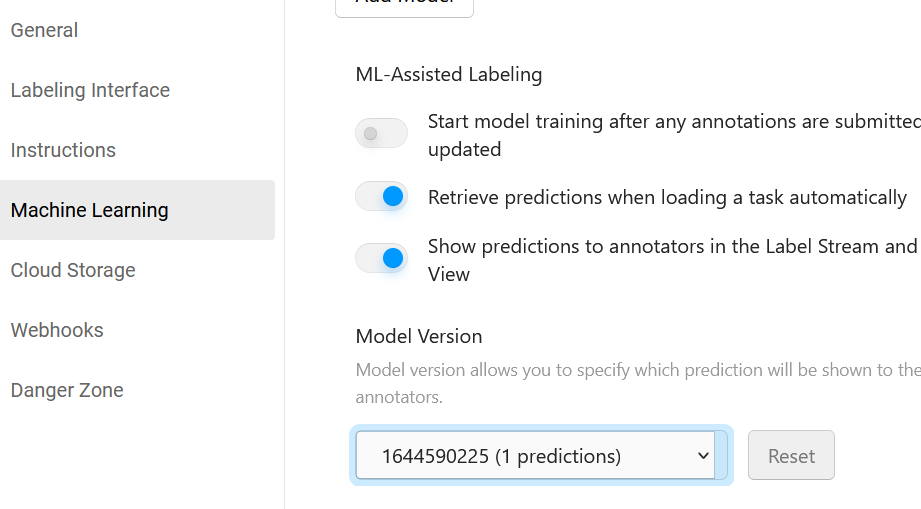 Add Model
General
Labeling Interface
Instructions
Machine Learning
Cloud Storage
Webhooks
Danger Zone
ML-Assisted Labeling
Start model training after any annotations are submitted
updated
Retrieve predictions when loading a task automatically
Show predictions to annotators in the Label Stream and
View
Model Version
Model version allows you to specify which prediction will be shown to the
annotators.
1644590225 (1 predictions)
Reset